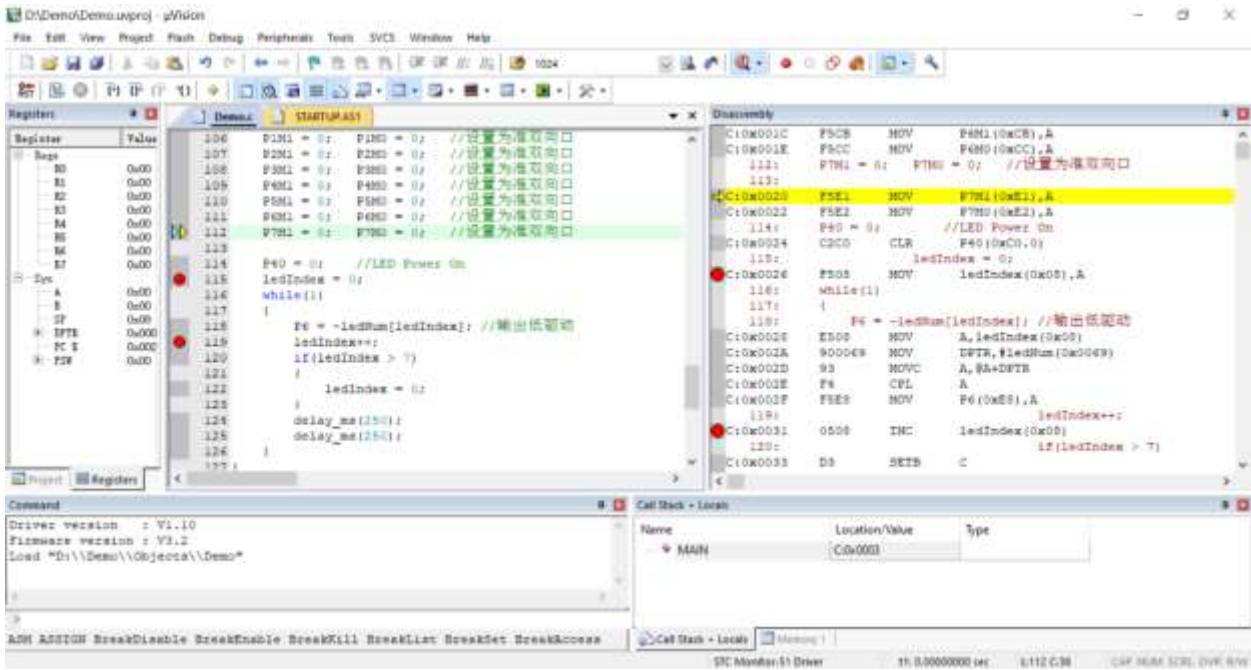 D:\Demo\Demo.uvproj - µVision
File Edit View Project Flash Debug Peripherals Tools SVCS Window Help
1024
Registers
Register Value
Regs
R0 0x00
R1 0x00
R2 0x00
R3 0x00
R4 0x00
R5 0x00
R6 0x00
R7 0x00
Sys
A 0x00
B 0x00
SP 0x00
DPTR 0x000
PC $ 0x000
PSW 0x00
Project Registers
Demo.c STARTUP.A51
106 P1M1 = 0; P1M0 = 0; //设置为准双向口
107 P2M1 = 0; P2M0 = 0; //设置为准双向口
108 P3M1 = 0; P3M0 = 0; //设置为准双向口
109 P4M1 = 0; P4M0 = 0; //设置为准双向口
110 P5M1 = 0; P5M0 = 0; //设置为准双向口
111 P6M1 = 0; P6M0 = 0; //设置为准双向口
112 P7M1 = 0; P7M0 = 0; //设置为准双向口
113
114 P40 = 0; //LED Power On
115 ledIndex = 0;
116 while(1)
117 {
118 P6 = ~ledNum[ledIndex]; //输出低驱动
119 ledIndex++;
120 if(ledIndex > 7)
121 {
122 ledIndex = 0;
123 }
124 delay_ms(250);
125 delay_ms(250);
126 }
127 }
Disassembly
C:0x001C F5CB MOV P6M1(0xCB),A
C:0x001E F5CC MOV P6M0(0xCC),A
112: P7M1 = 0; P7M0 = 0; //设置为准双向口
113:
C:0x0020 F5E1 MOV P7M1(0xE1),A
C:0x0022 F5E2 MOV P7M0(0xE2),A
114: P40 = 0; //LED Power On
C:0x0024 C2C0 CLR P40(0xC0.0)
115: ledIndex = 0;
C:0x0026 F508 MOV ledIndex(0x08),A
116: while(1)
117: {
118: P6 = ~ledNum[ledIndex]; //输出低驱动
C:0x0028 E508 MOV A,ledIndex(0x08)
C:0x002A 900069 MOV DPTR,#ledNum(0x0069)
C:0x002D 93 MOVC A,@A+DPTR
C:0x002E F4 CPL A
C:0x002F F5E8 MOV P6(0xE8),A
119: ledIndex++;
C:0x0031 0508 INC ledIndex(0x08)
120: if(ledIndex > 7)
C:0x0033 D3 SETB C
Command
Driver version : V1.10
Firmware version : V3.2
Load "D:\\Demo\\Objects\\Demo"
>
ASM ASSIGN BreakDisable BreakEnable BreakKill BreakList BreakSet BreakAccess
Call Stack + Locals
Name Location/Value Type
MAIN C:0x0003
Call Stack + Locals Memory 1
STC Monitor-51 Driver t1: 0.00000000 sec L:112 C:38 CAP NUM SCRL OVR R/W